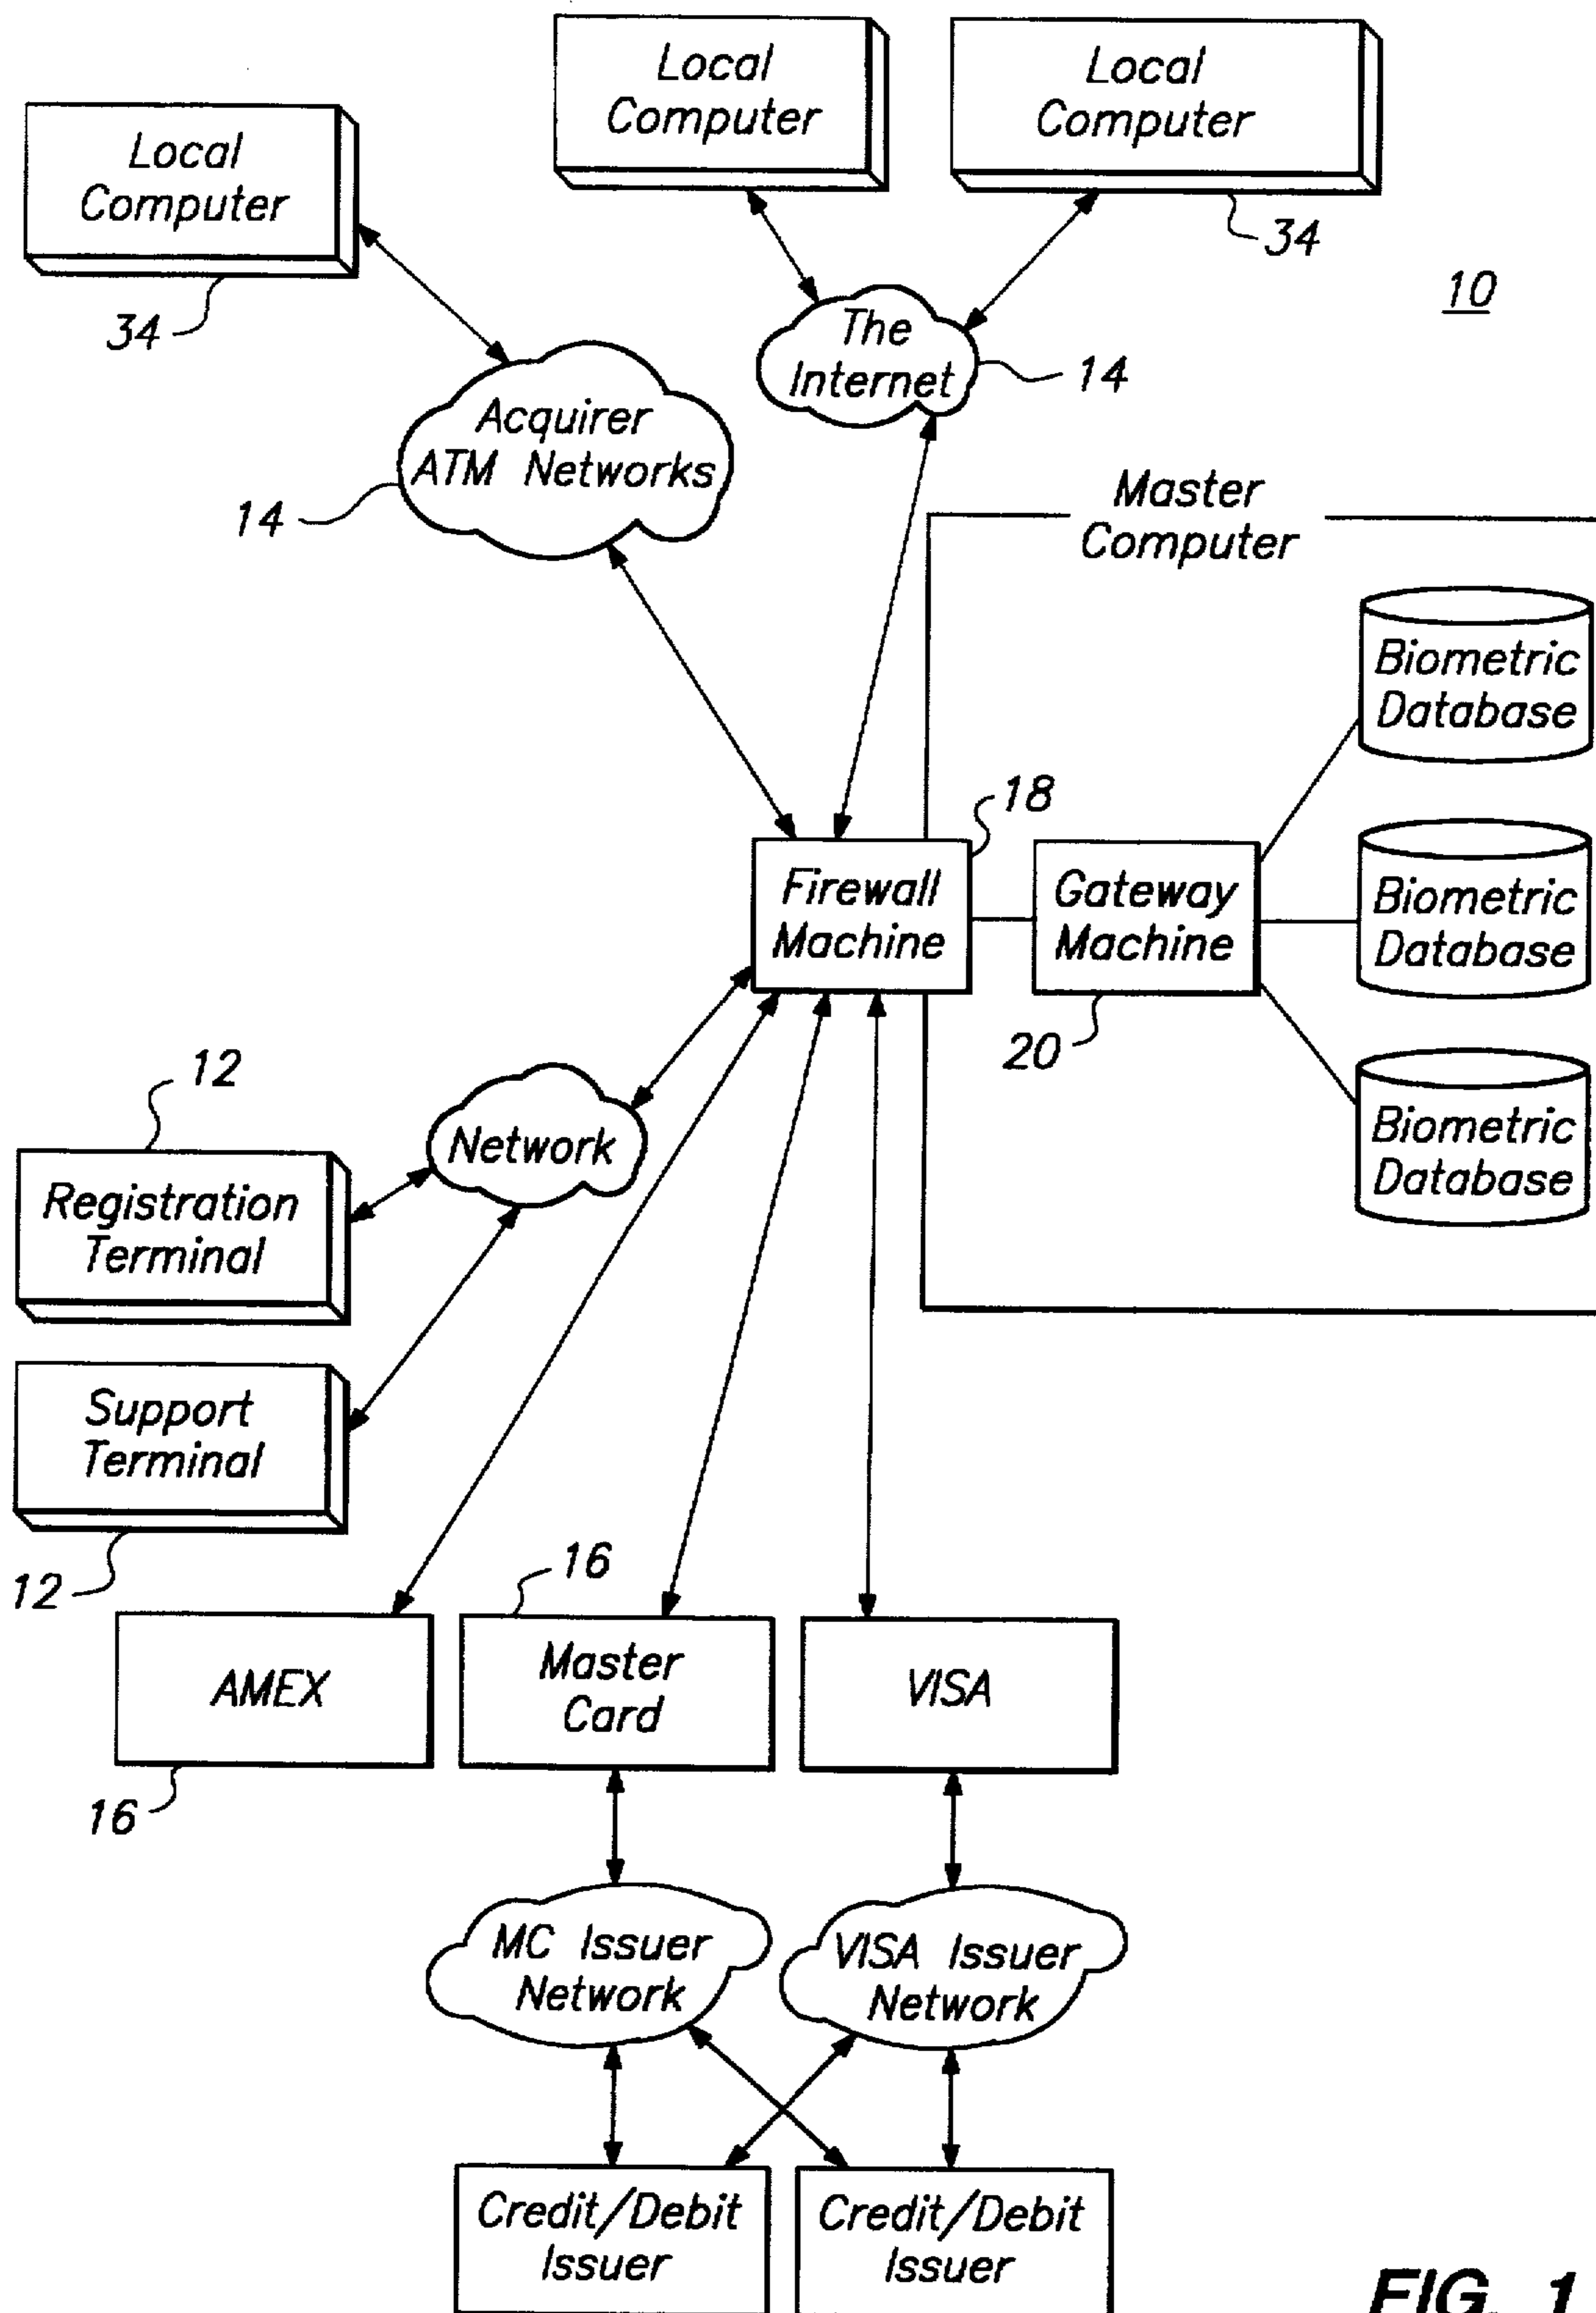 Local
Computer
Local
Computer
Local
Computer
34
34
10
The
Internet
14
Acquirer
ATM Networks
14
Master
Computer
Biometric
Database
18
Firewall
Machine
Gateway
Machine
Biometric
Database
20
12
Network
Biometric
Database
Registration
Terminal
Support
Terminal
12
16
AMEX
Master
Card
VISA
16
MC Issuer
Network
VISA Issuer
Network
Credit/Debit
Issuer
Credit/Debit
Issuer
FIG. 1